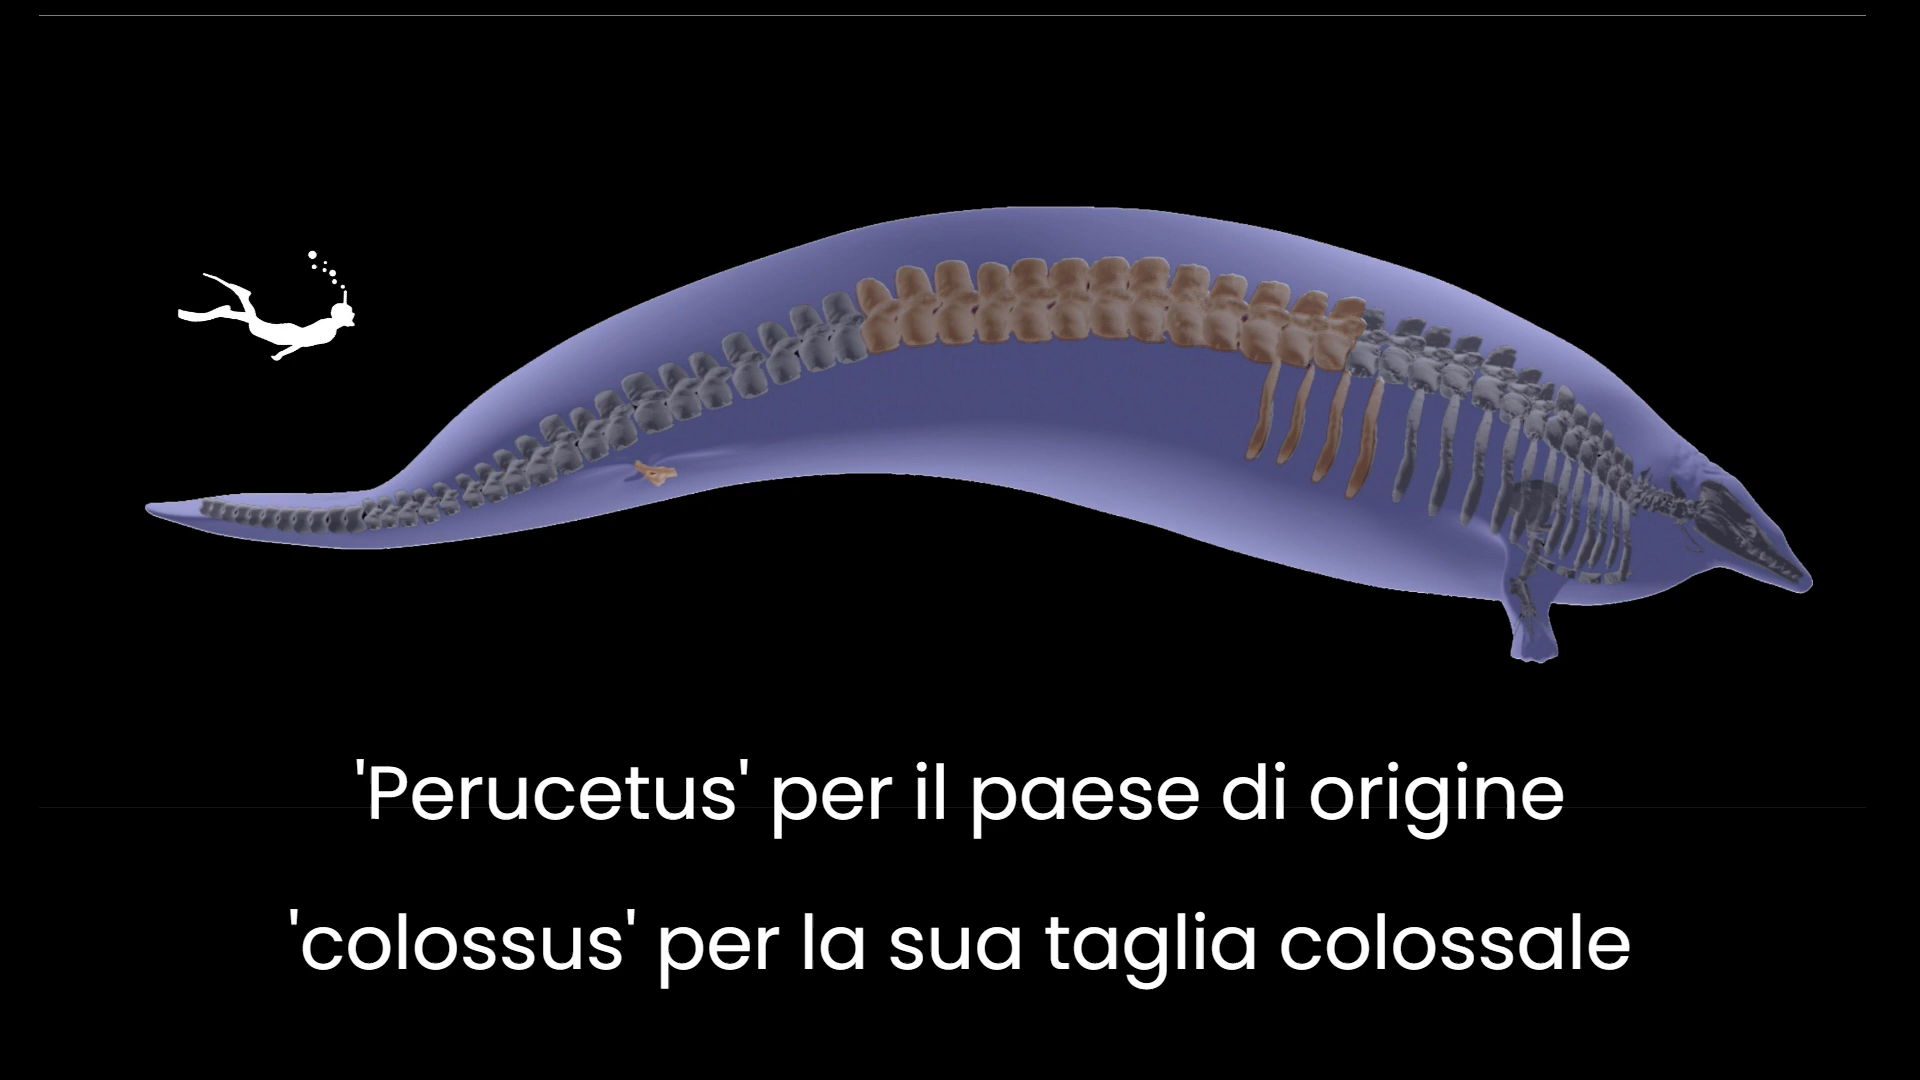 'Perucetus' per il paese di origine
'colossus' per la sua taglia colossale